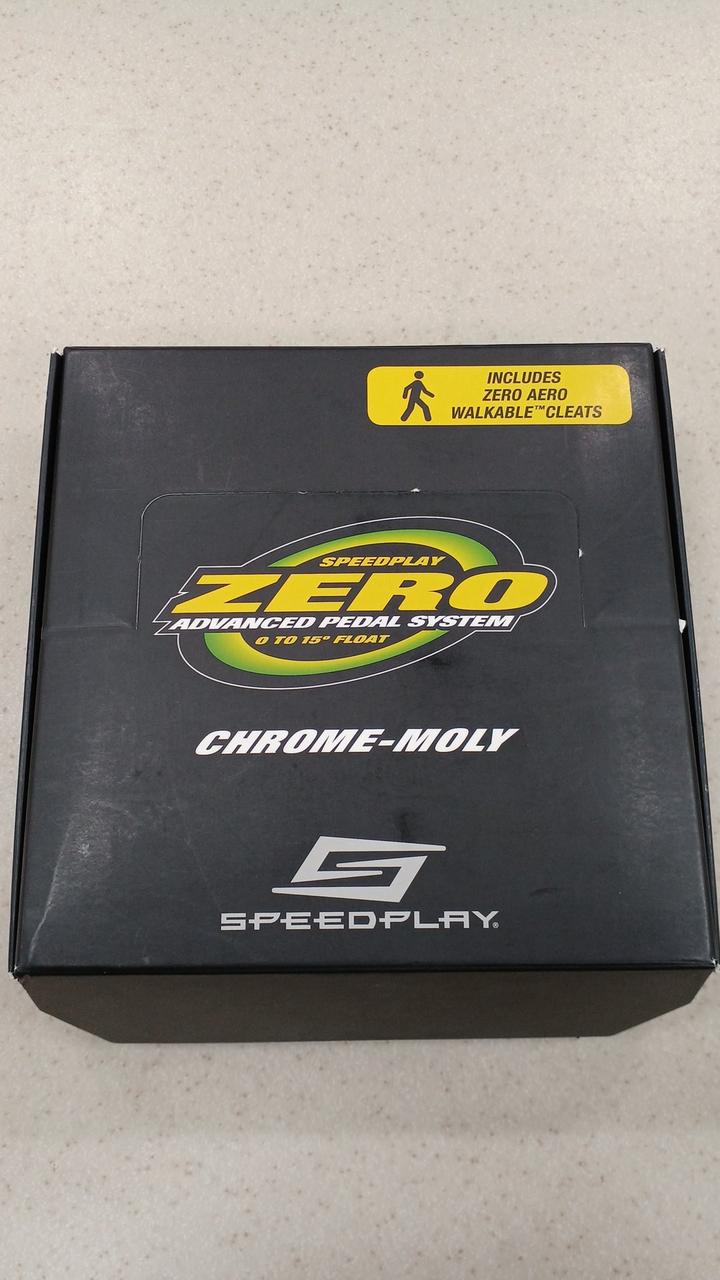 INCLUDES
ZERO AERO
WALKABLE™CLEATS
SPEEDPLAY
ZERO
ADVANCED PEDAL SYSTEM
0 TO 15° FLOAT
CHROME-MOLY
SPEEDPLAY®